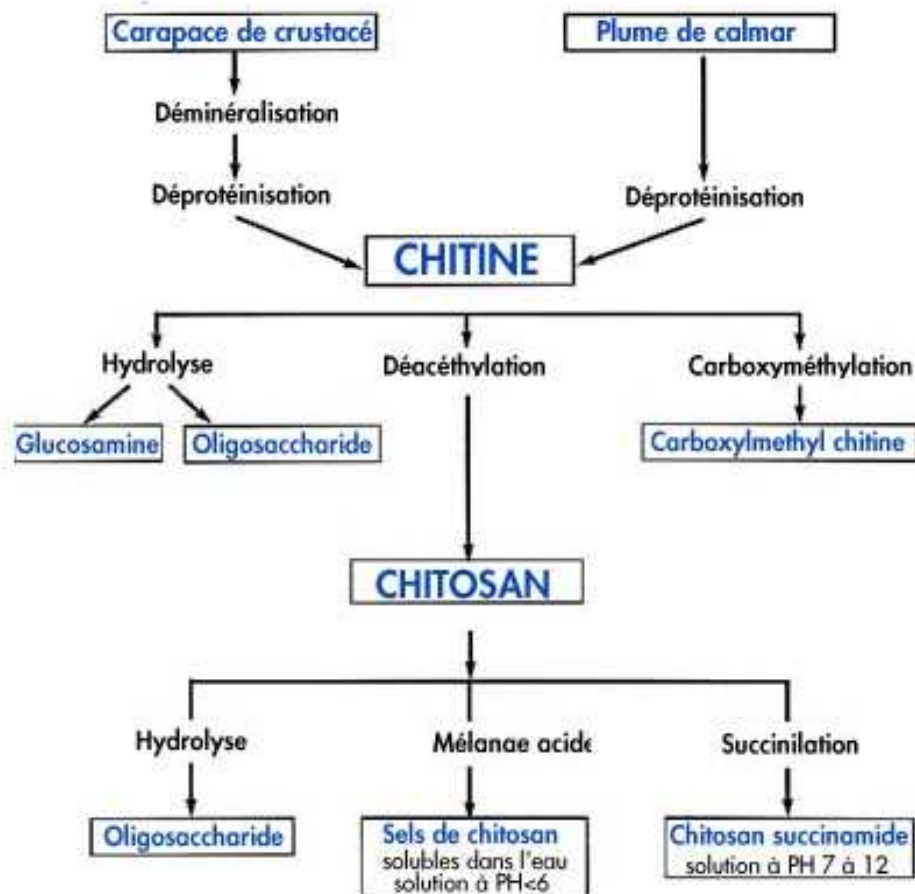 Carapace de crustacé
Plume de calmar
Déminéralisation
Déprotéinisation
Déprotéinisation
CHITINE
Hydrolyse
Déacéthylation
Carboxyméthylation
Glucosamine
Oligosaccharide
Carboxylmethyl chitine
CHITOSAN
Hydrolyse
Mélanae acide
Succinilation
Oligosaccharide
Sels de chitosan
solubles dans l'eau
solution à PH<6
Chitosan succinamide
solution à PH 7 à 12